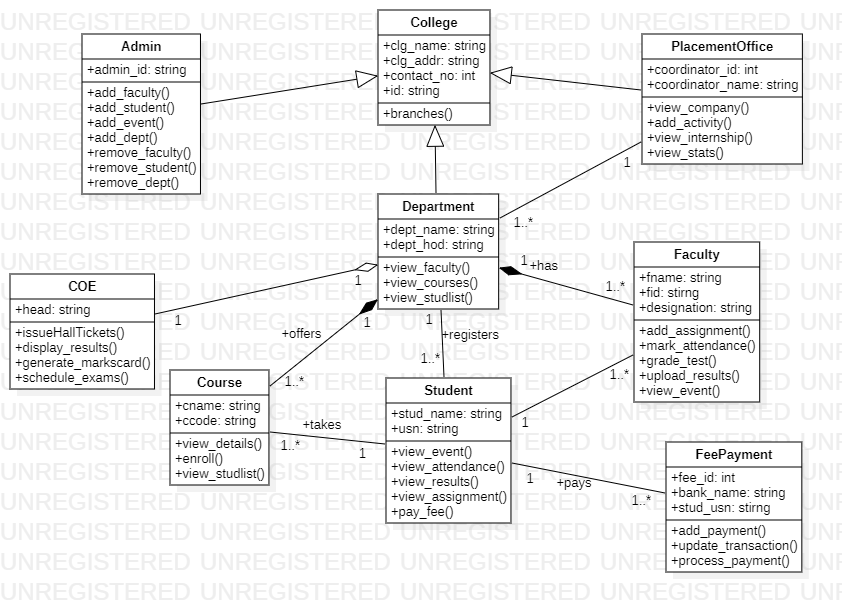 College
+clg_name: string
+clg_addr: string
+contact_no: int
+id: string
+branches()
Admin
+admin_id: string
+add_faculty()
+add_student()
+add_event()
+add_dept()
+remove_faculty()
+remove_student()
+remove_dept()
PlacementOffice
+coordinator_id: int
+coordinator_name: string
+view_company()
+add_activity()
+view_internship()
+view_stats()
1
1..*
Department
+dept_name: string
+dept_hod: string
+view_faculty()
+view_courses()
+view_studlist()
1
+has
1..*
Faculty
+fname: string
+fid: stirng
+designation: string
+add_assignment()
+mark_attendance()
+grade_test()
+upload_results()
+view_event()
COE
+head: string
+issueHallTickets()
+display_results()
+generate_markscard()
+schedule_exams()
1
1
+offers
1
1..*
1
+registers
1..*
Course
+cname: string
+ccode: string
+view_details()
+enroll()
+view_studlist()
+takes
1..*
1
Student
+stud_name: string
+usn: string
+view_event()
+view_attendance()
+view_results()
+view_assignment()
+pay_fee()
1..*
1
1
+pays
1..*
FeePayment
+fee_id: int
+bank_name: string
+stud_usn: stirng
+add_payment()
+update_transaction()
+process_payment()
UNREGISTERED